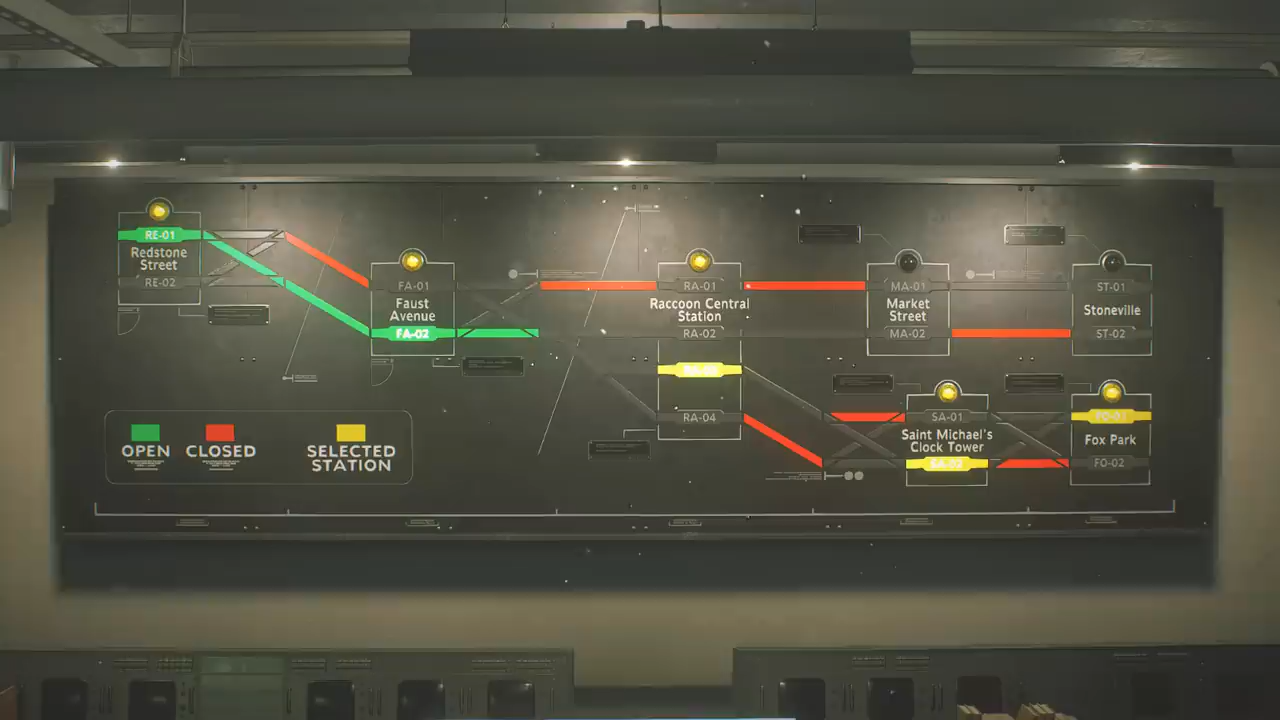 RE-01
Redstone
Street
RE-02
FA-01
Faust
Avenue
FA-02
RA-01
Raccoon Central
Station
RA-02
RA-04
MA-01
Market
Street
MA-02
ST-01
Stoneville
ST-02
SA-01
Saint Michael's
Clock Tower
SA-02
FO-01
Fox Park
FO-02
OPEN
CLOSED
SELECTED
STATION